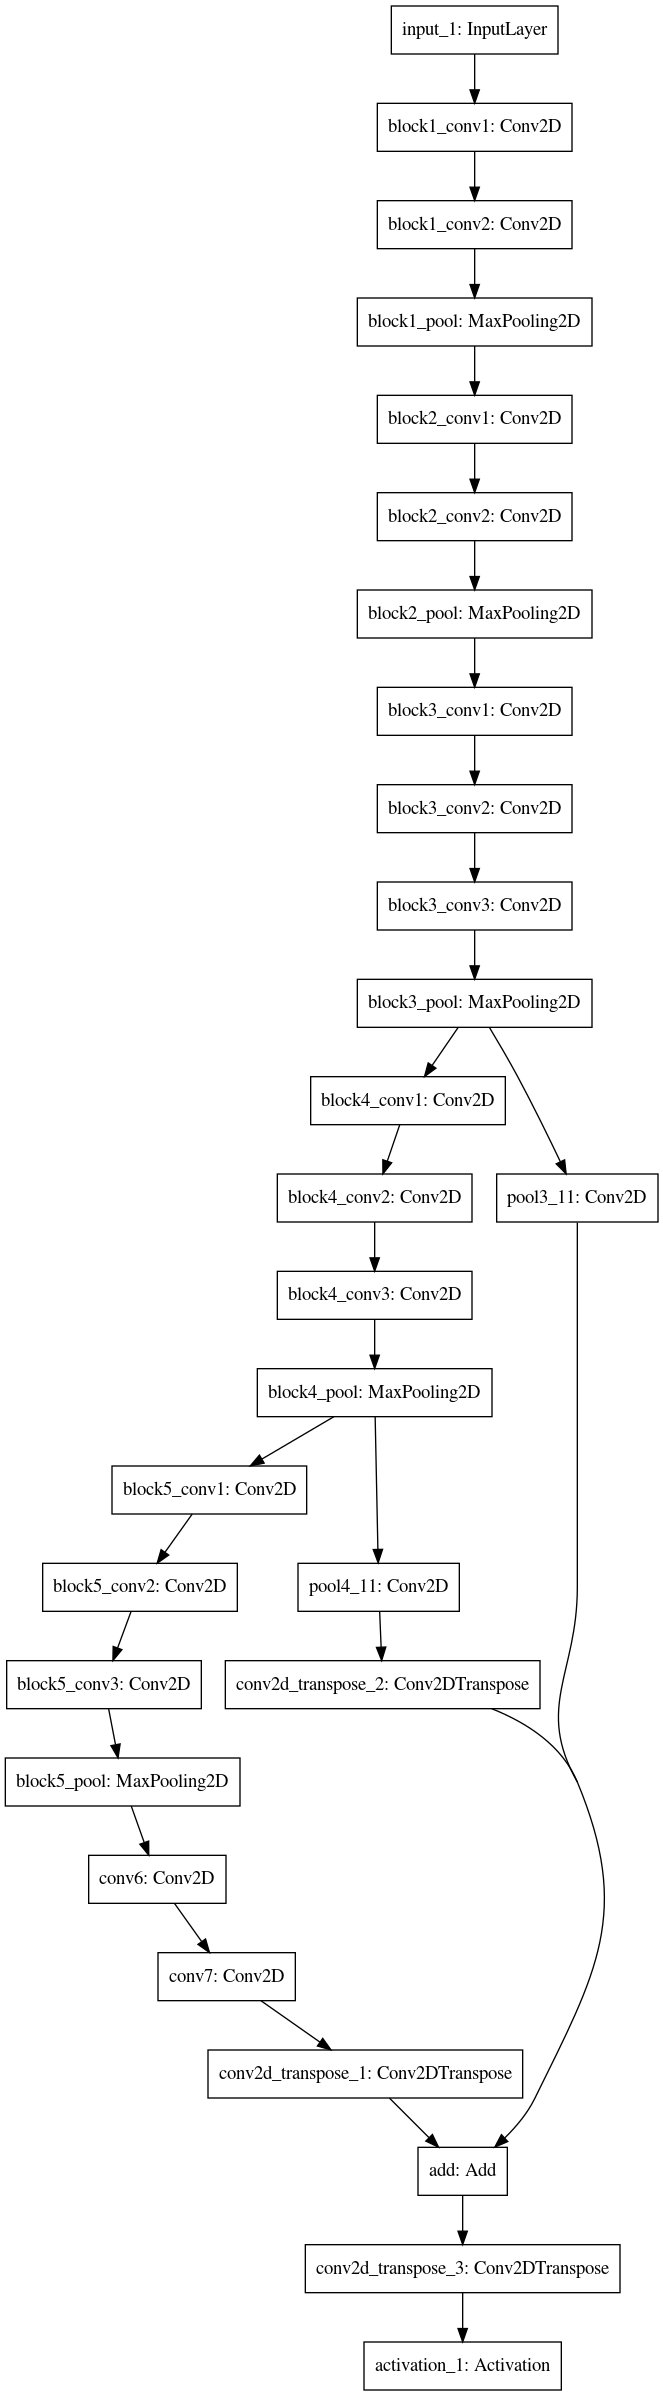 input_1: InputLayer
block1_conv1: Conv2D
block1_conv2: Conv2D
block1_pool: MaxPooling2D
block2_conv1: Conv2D
block2_conv2: Conv2D
block2_pool: MaxPooling2D
block3_conv1: Conv2D
block3_conv2: Conv2D
block3_conv3: Conv2D
block3_pool: MaxPooling2D
block4_conv1: Conv2D
block4_conv2: Conv2D
pool3_11: Conv2D
block4_conv3: Conv2D
block4_pool: MaxPooling2D
block5_conv1: Conv2D
block5_conv2: Conv2D
pool4_11: Conv2D
block5_conv3: Conv2D
conv2d_transpose_2: Conv2DTranspose
block5_pool: MaxPooling2D
conv6: Conv2D
conv7: Conv2D
conv2d_transpose_1: Conv2DTranspose
add: Add
conv2d_transpose_3: Conv2DTranspose
activation_1: Activation